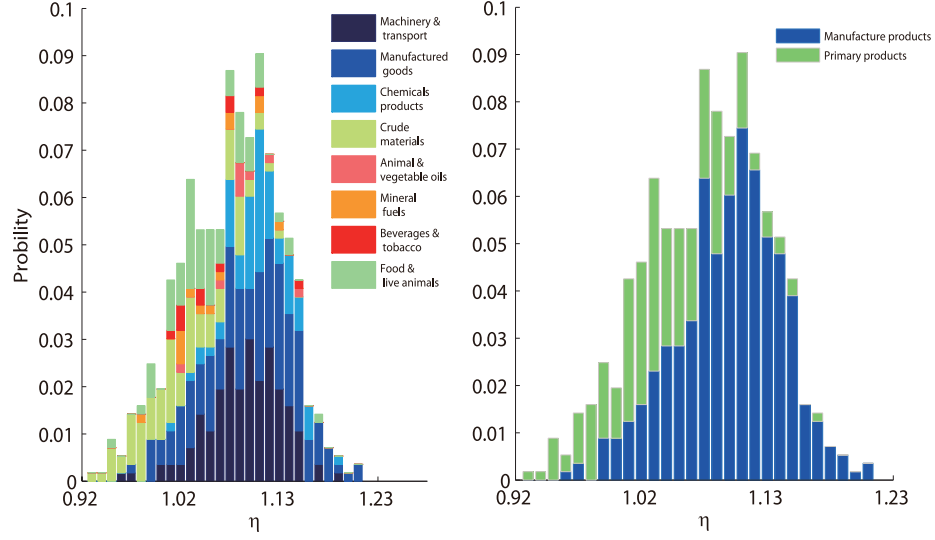 0.1
0.09
0.08
0.07
0.06
0.05
0.04
0.03
0.02
0.01
0
Probility
0.92
1.02
1.13
1.23
η
Machinery &
transport
Manufactured
goods
Chemicals
products
Crude
materials
Animal &
vegetable oils
Mineral
fuels
Beverages &
tobacco
Food &
live animals
0.1
0.09
0.08
0.07
0.06
0.05
0.04
0.03
0.02
0.01
0
0.92
1.02
1.13
1.23
η
Manufacture products
Primary products